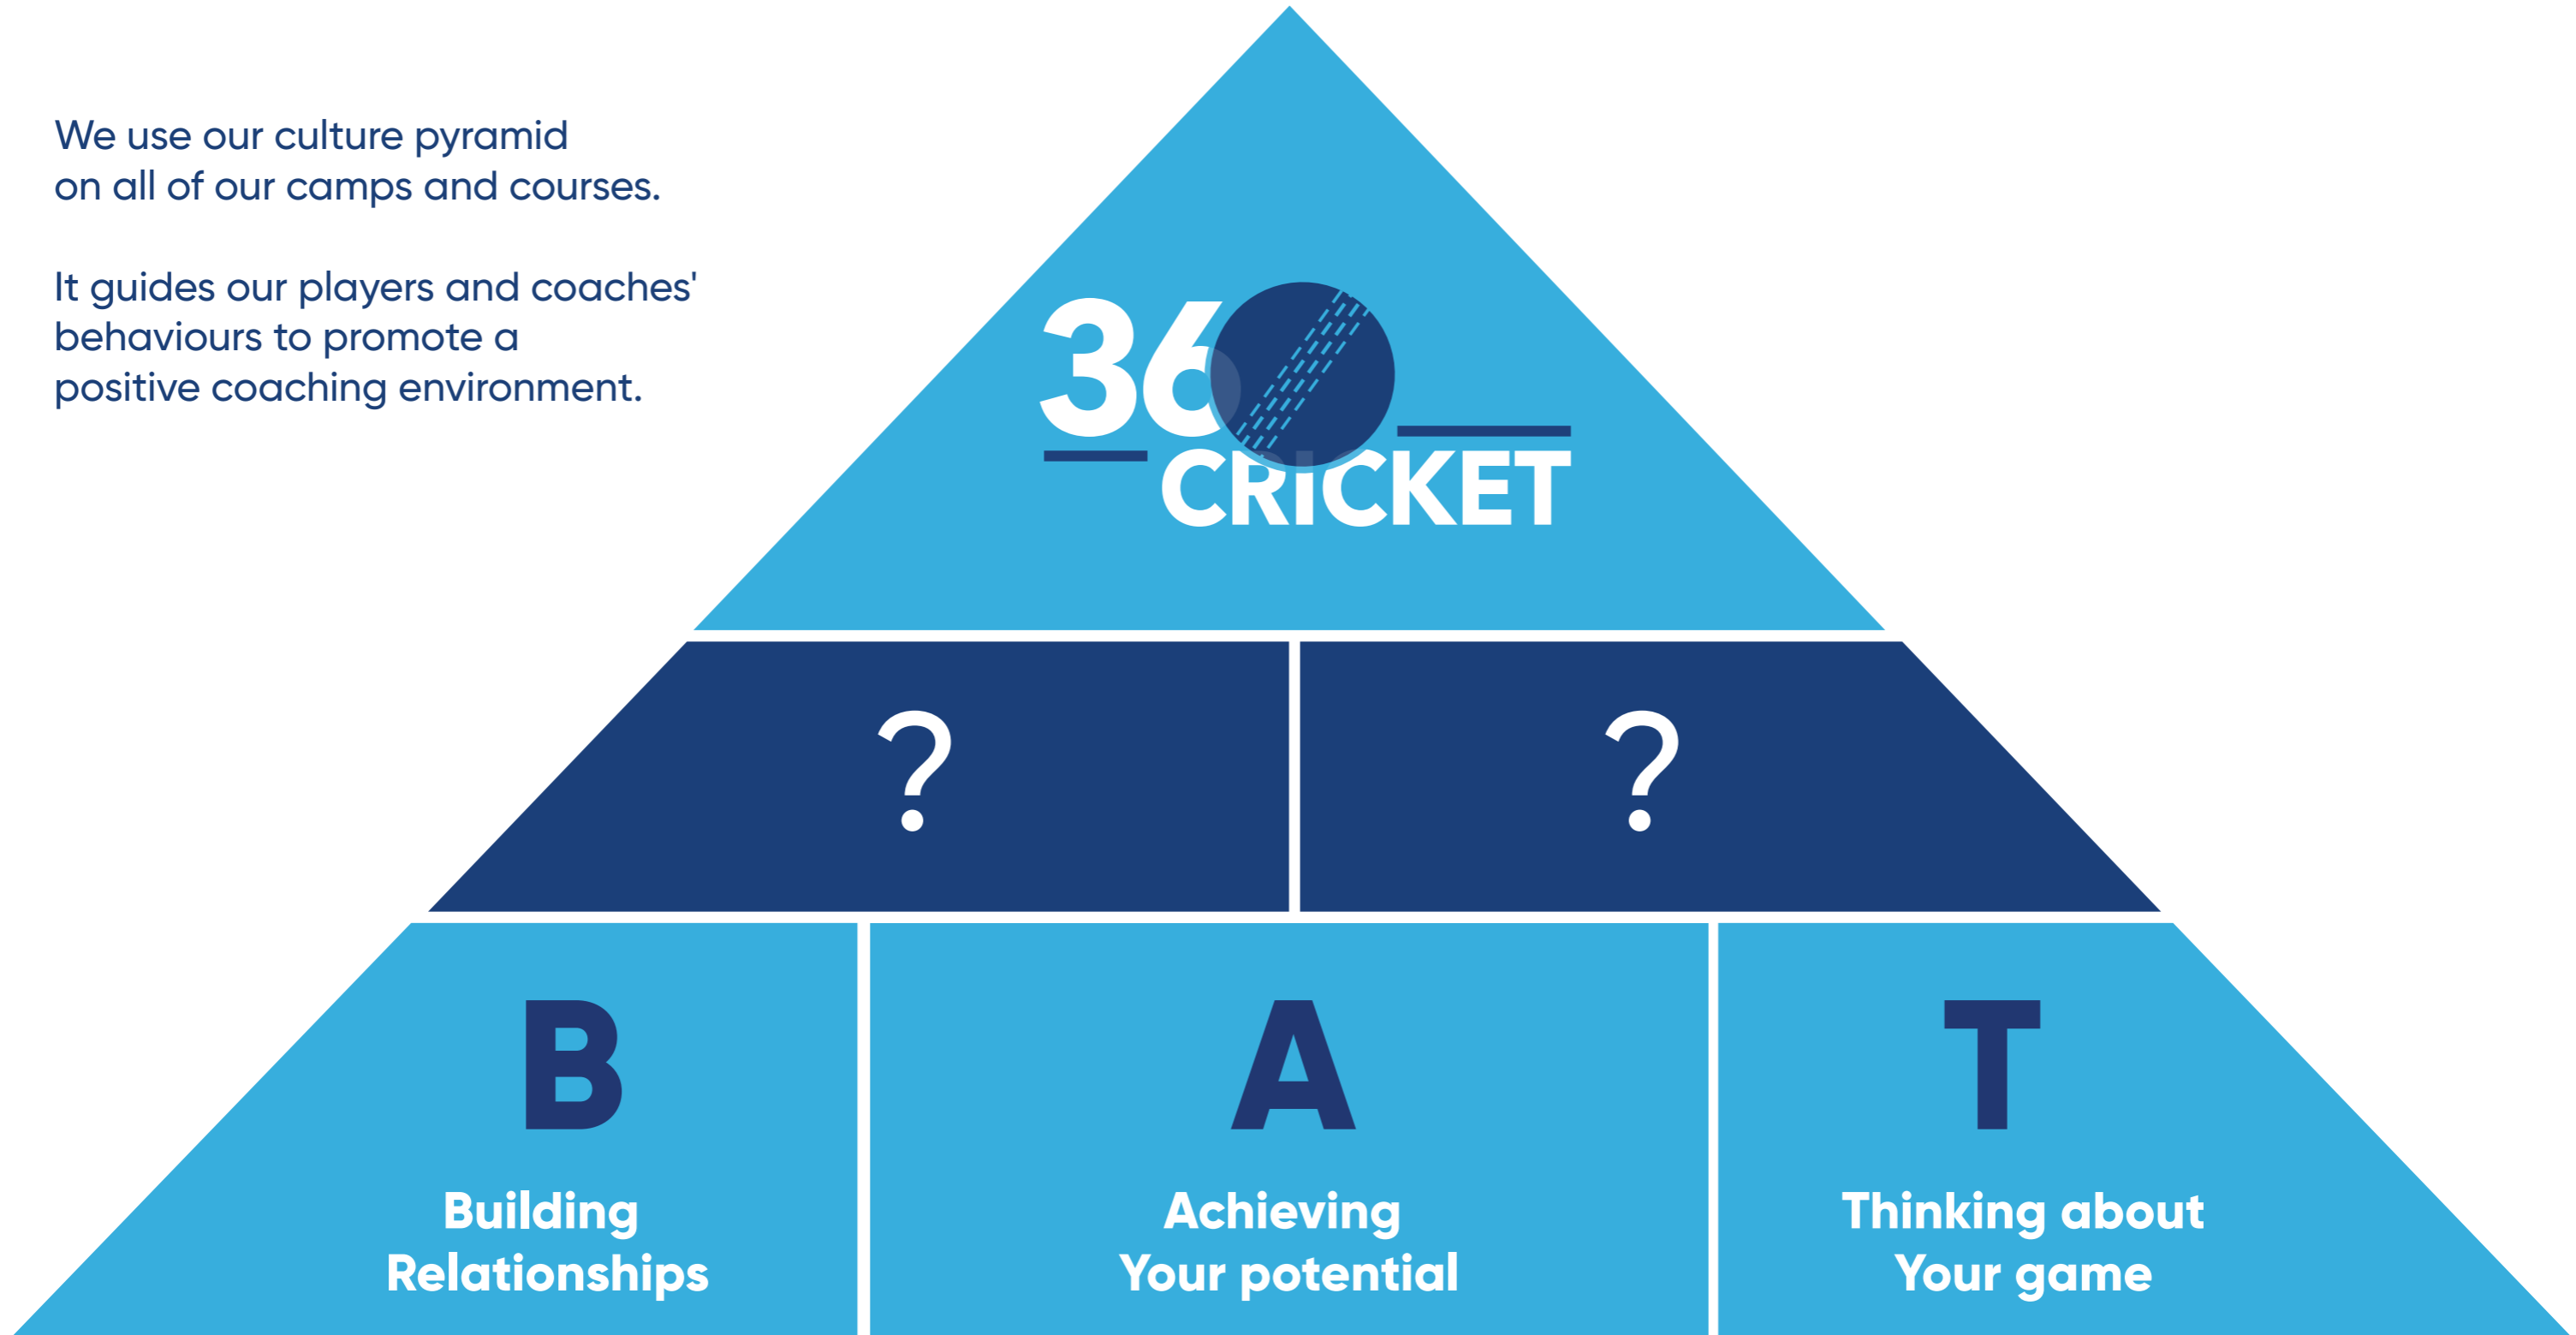 We use our culture pyramid
on all of our camps and courses.
It guides our players and coaches'
behaviours to promote a
positive coaching environment.
360
CRiCKET
?
?
B
A
T
Building
Relationships
Achieving
Your potential
Thinking about
Your game